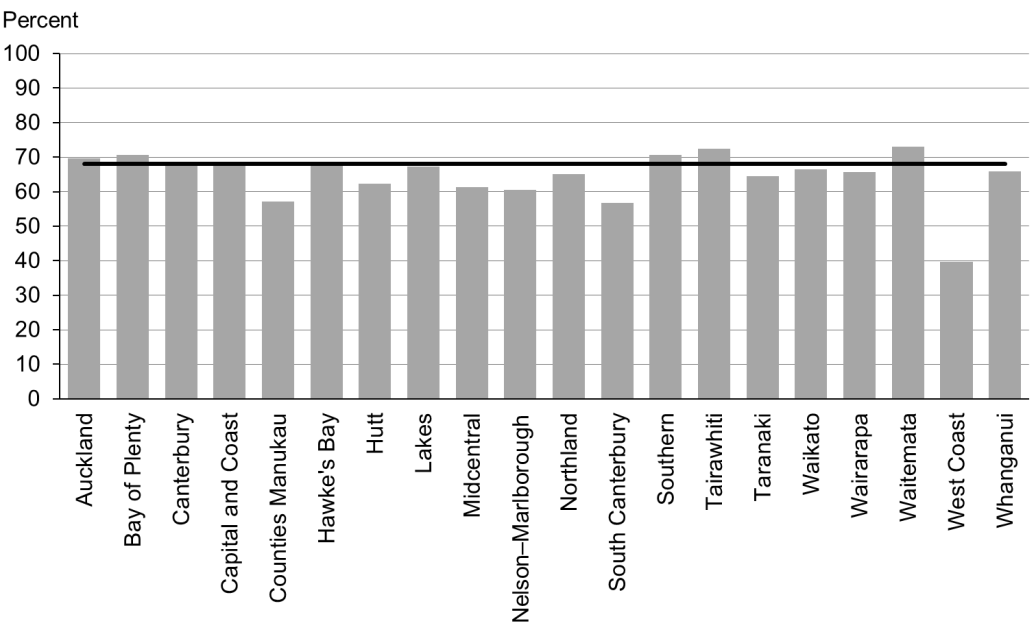 Percent
100
90
80
70
60
50
40
30
20
10
0
Auckland
Bay of Plenty
Canterbury
Capital and Coast
Counties Manukau
Hawke's Bay
Hutt
Lakes
Midcentral
Nelson–Marlborough
Northland
South Canterbury
Southern
Tairawhiti
Taranaki
Waikato
Wairarapa
Waitemata
West Coast
Whanganui